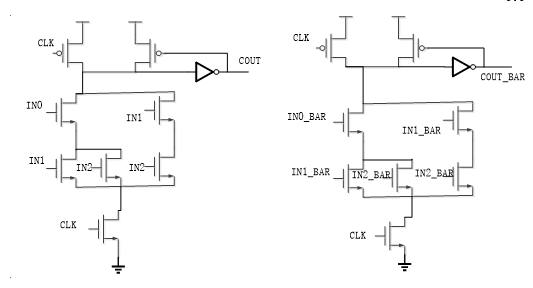 CLK
COUT
IN0
IN1
IN1
IN2
IN2
CLK
CLK
COUT_BAR
IN0_BAR
IN1_BAR
IN1_BAR
IN2_BAR
IN2_BAR
CLK